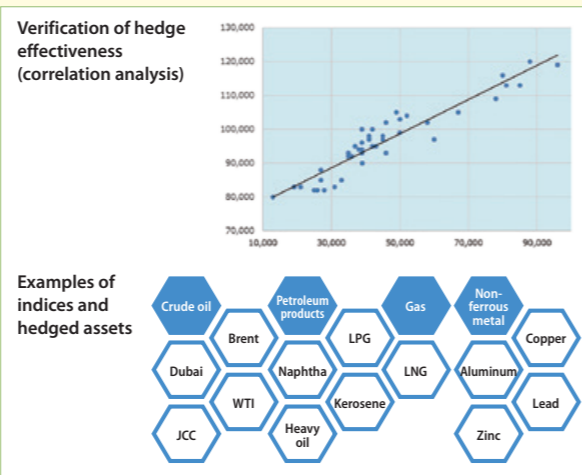 Verification of hedge
effectiveness
(correlation analysis)
130,000
120,000
110,000
100,000
90,000
80,000
70,000
10,000 30,000 50,000 70,000 90,000
Examples of
indices and
hedged assets
Crude oil
Brent
Dubai
WTI
JCC
Petroleum
products
LPG
Naphtha
Kerosene
Heavy
oil
Gas
LNG
Non-
ferrous
metal
Copper
Aluminum
Lead
Zinc